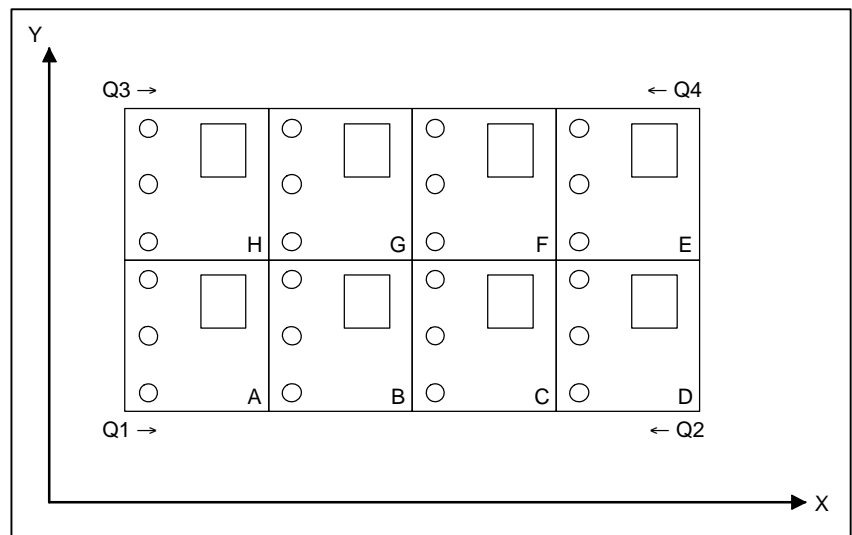 Y
Q3 → ← Q4
H G F E
A B C D
Q1 → ← Q2
X